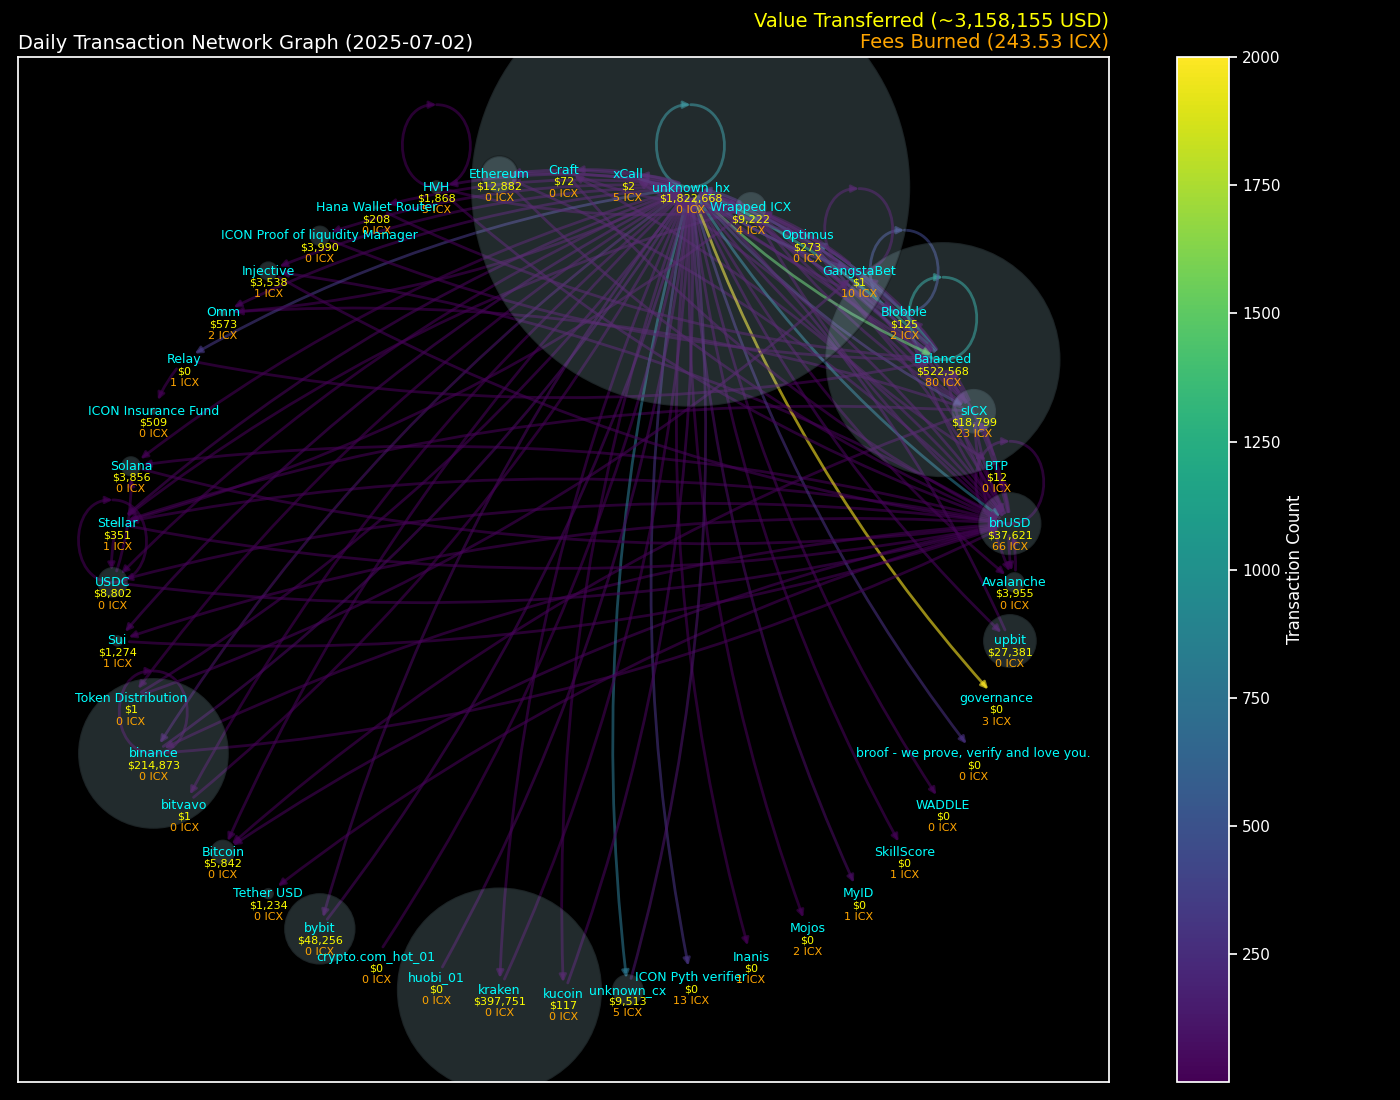 Value Transferred (~3,158,155 USD)
Daily Transaction Network Graph (2025-07-02)
Fees Burned (243.53 ICX)
HVH
$1,868
Ethereum
$12,882
0 ICX
Craft
$72
0 ICX
xCall
$2
5 ICX
unknown_hx
$1,822,668
0 ICX
Wrapped ICX
$9,222
4 ICX
Hana Wallet Router
$208
0 ICX
Optimus
$273
0 ICX
ICON Proof of liquidity Manager
$3,990
0 ICX
GangstaBet
$1
10 ICX
Injective
$3,538
1 ICX
Blobble
$125
2 ICX
Omm
$573
2 ICX
Balanced
$522,568
80 ICX
Relay
$0
1 ICX
sICX
$18,799
23 ICX
ICON Insurance Fund
$509
0 ICX
BTP
$12
0 ICX
Solana
$3,856
0 ICX
bnUSD
$37,621
66 ICX
Stellar
$351
1 ICX
Avalanche
$3,955
0 ICX
USDC
$8,802
0 ICX
upbit
$27,381
0 ICX
Sui
$1,274
1 ICX
governance
$0
3 ICX
Token Distribution
$1
0 ICX
broof - we prove, verify and love you.
$0
0 ICX
binance
$214,873
0 ICX
WADDLE
$0
0 ICX
bitvavo
$1
0 ICX
SkillScore
$0
1 ICX
Bitcoin
$5,842
0 ICX
MyID
$0
1 ICX
Tether USD
$1,234
0 ICX
Mojos
$0
2 ICX
bybit
$48,256
0 ICX
Inanis
$0
crypto.com_hot_01
$0
0 ICX
huobi_01
$0
0 ICX
kraken
$397,751
0 ICX
kucoin
$117
0 ICX
unknown_cx
$9,513
5 ICX
ICON Pyth verifier
$0
13 ICX
2000
1750
1500
1250
1000
750
500
250
Transaction Count